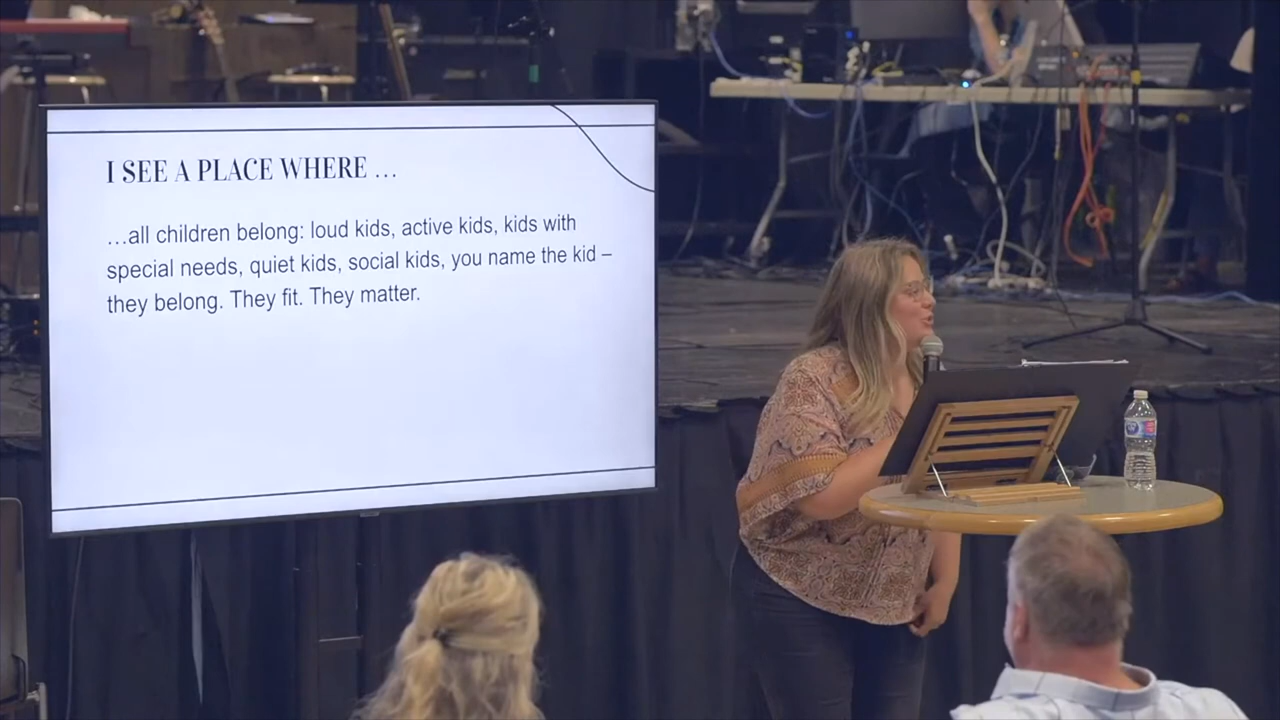 I SEE A PLACE WHERE ...
...all children belong: loud kids, active kids, kids with
special needs, quiet kids, social kids, you name the kid –
they belong. They fit. They matter.